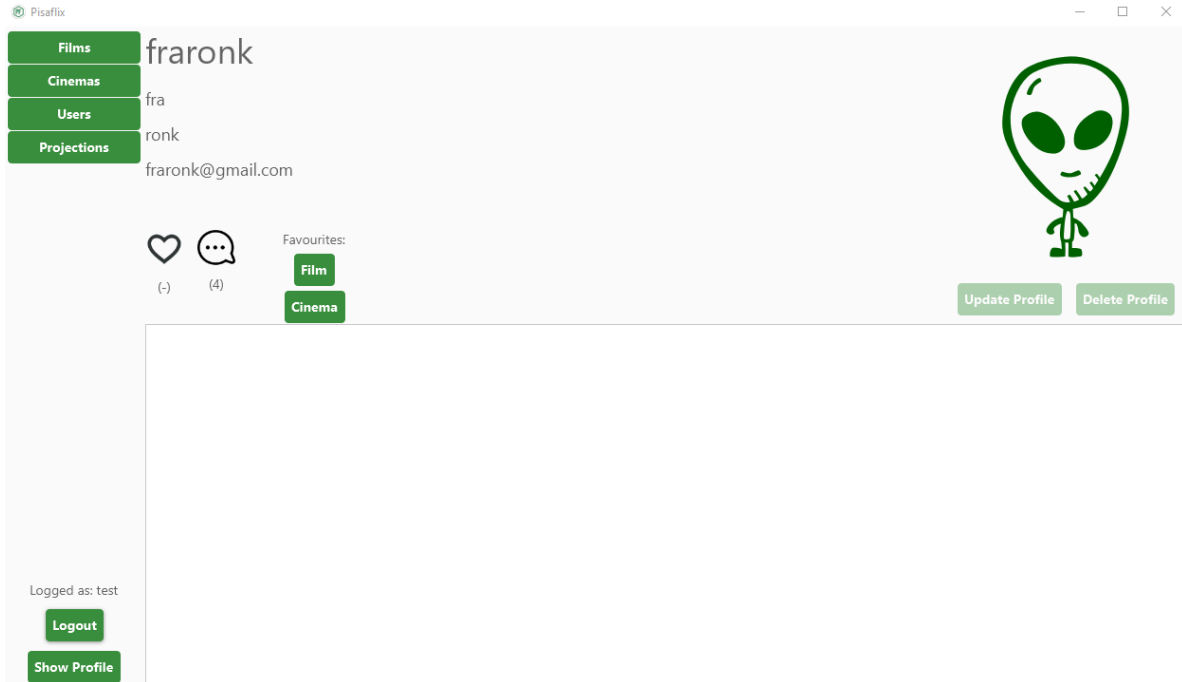 Pisaflix
Films
Cinemas
Users
Projections
fraronk
fra
ronk
fraronk@gmail.com
(-)
(4)
Favourites:
Film
Cinema
Update Profile
Delete Profile
Logged as: test
Logout
Show Profile